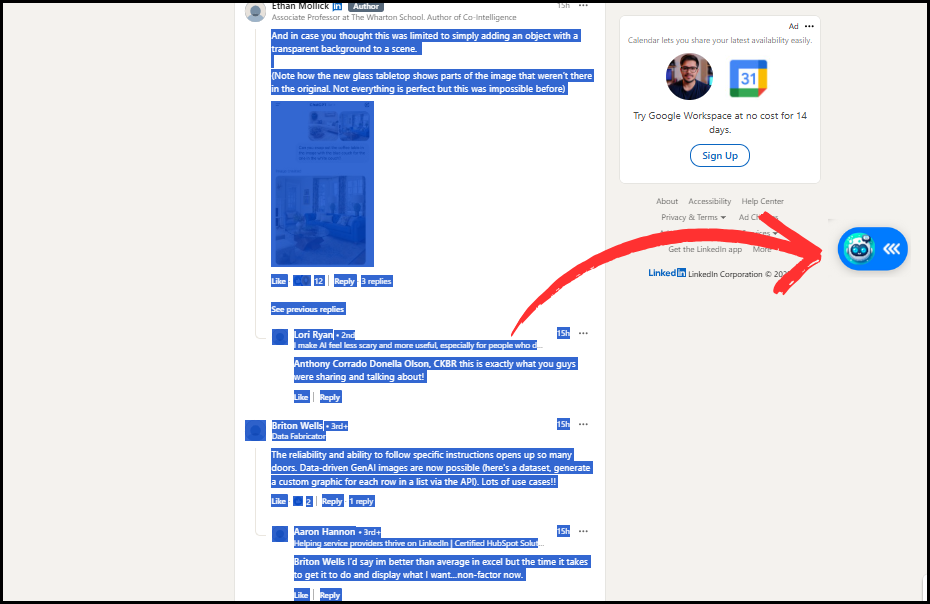 Ethan Mollick in Author
15h
Associate Professor at The Wharton School. Author of Co-Intelligence
And in case you thought this was limited to simply adding an object with a
transparent background to a scene.
(Note how the new glass tabletop shows parts of the image that weren't there
in the original. Not everything is perfect but this was impossible before)
Like
12
Reply
3 replies
See previous replies
Lori Ryan • 2nd
15h
I make AI feel less scary and more useful, especially for people who d...
Anthony Corrado Donella Olson, CKBR this is exactly what you guys
were sharing and talking about!
Like
Reply
Briton Wells • 3rd+
15h
Data Fabricator
The reliability and ability to follow specific instructions opens up so many
doors. Data-driven GenAI images are now possible (here's a dataset, generate
a custom graphic for each row in a list via the API). Lots of use cases!!
Like
2
Reply
1 reply
Aaron Hannon • 3rd+
15h
Helping service providers thrive on LinkedIn | Certified HubSpot Solut...
Briton Wells I'd say im better than average in excel but the time it takes
to get it to do and display what I want...non-factor now.
Like
Reply
Ad
Calendar lets you share your latest availability easily.
31
Try Google Workspace at no cost for 14
days.
Sign Up
About
Accessibility
Help Center
Privacy & Terms
Ad
Get the LinkedIn app
More
LinkedIn LinkedIn Corporation ©